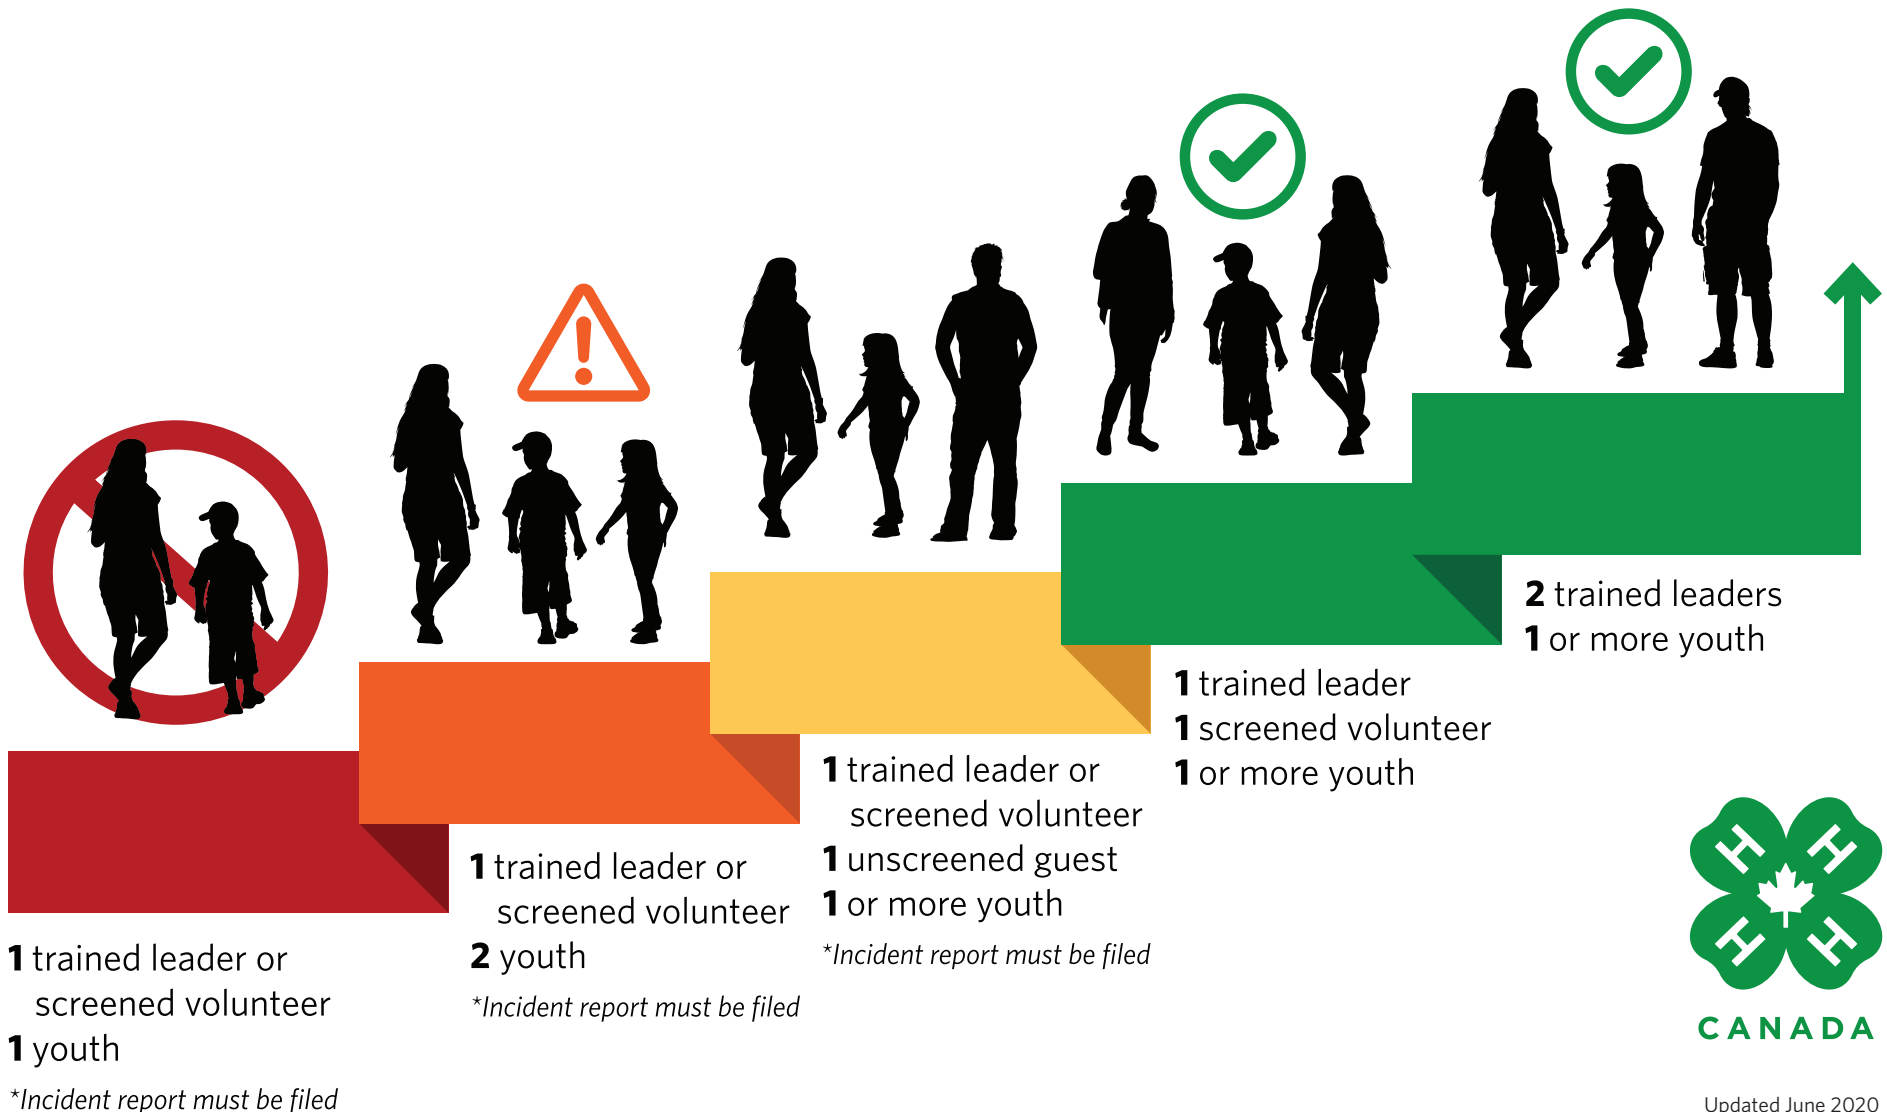 1 trained leader or
screened volunteer
1 youth
*Incident report must be filed
1 trained leader or
screened volunteer
2 youth
*Incident report must be filed
1 trained leader or
screened volunteer
1 unscreened guest
1 or more youth
*Incident report must be filed
1 trained leader
1 screened volunteer
1 or more youth
2 trained leaders
1 or more youth
H H
H H
CANADA
Updated June 2020